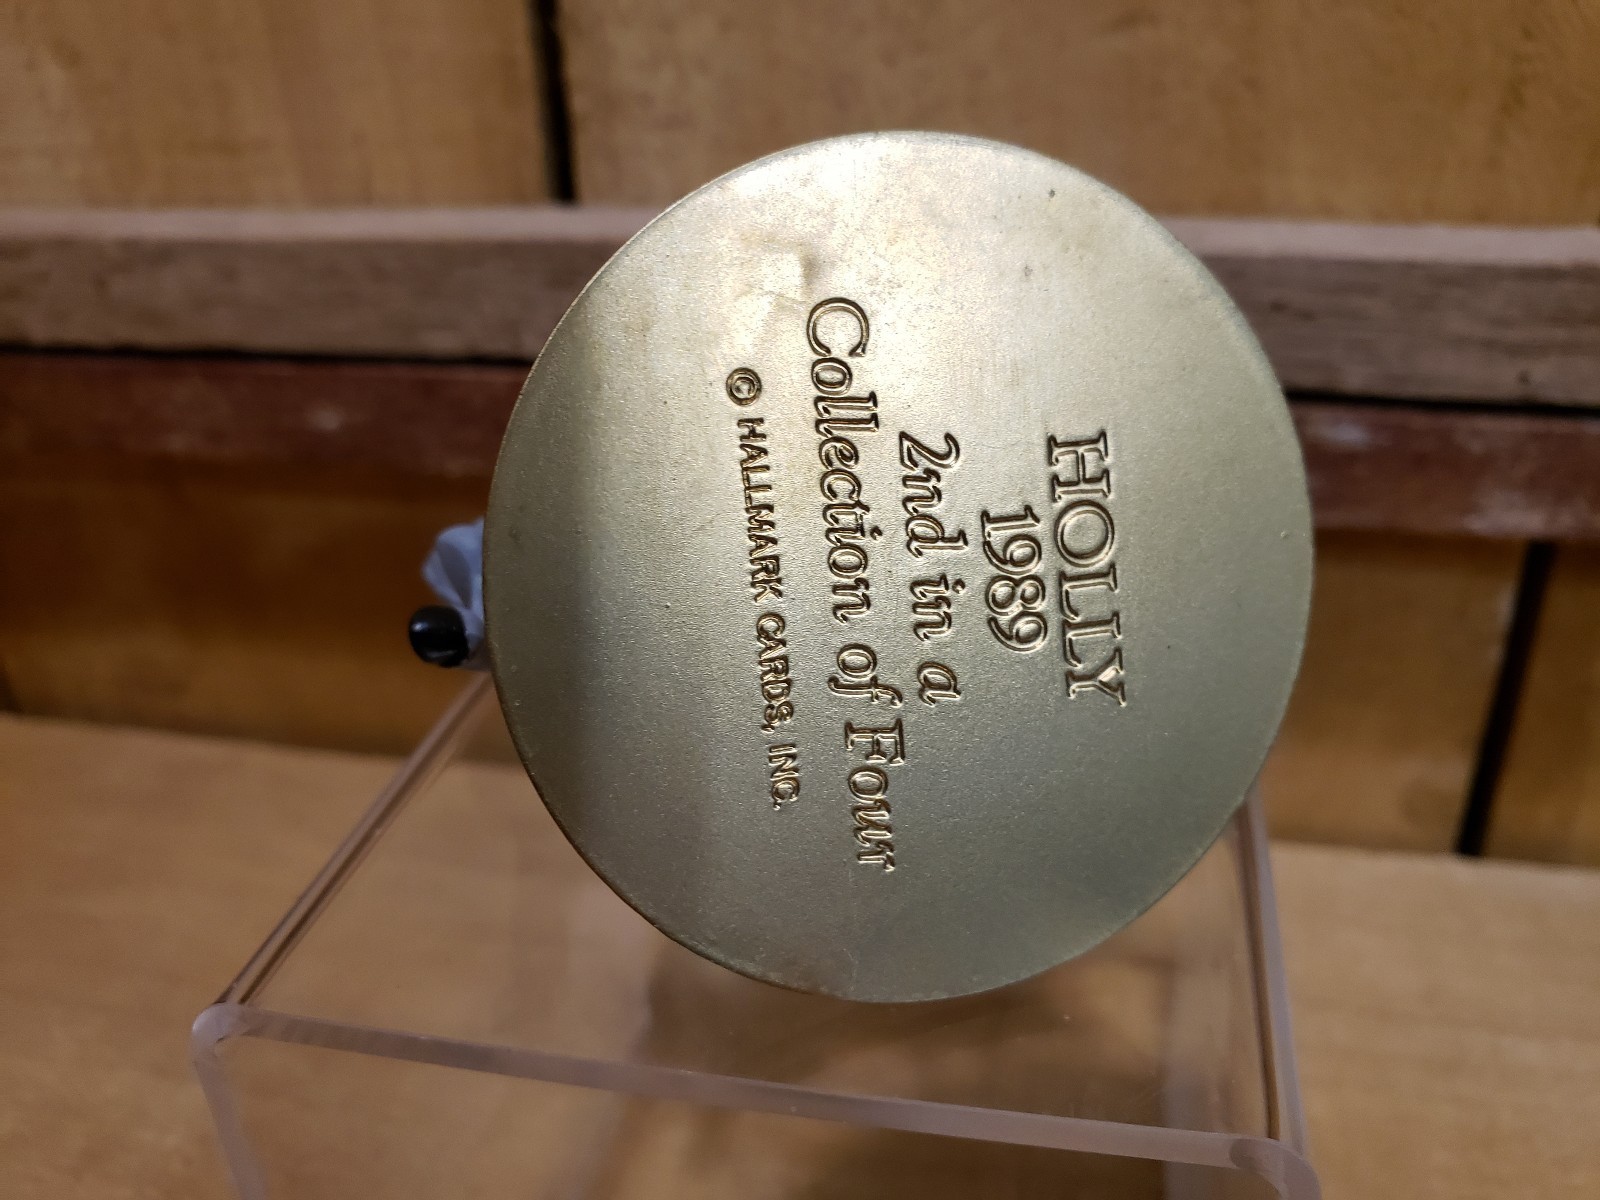 HOLLY
1989
2nd in a
Collection of Four
© HALLMARK CARDS, INC.